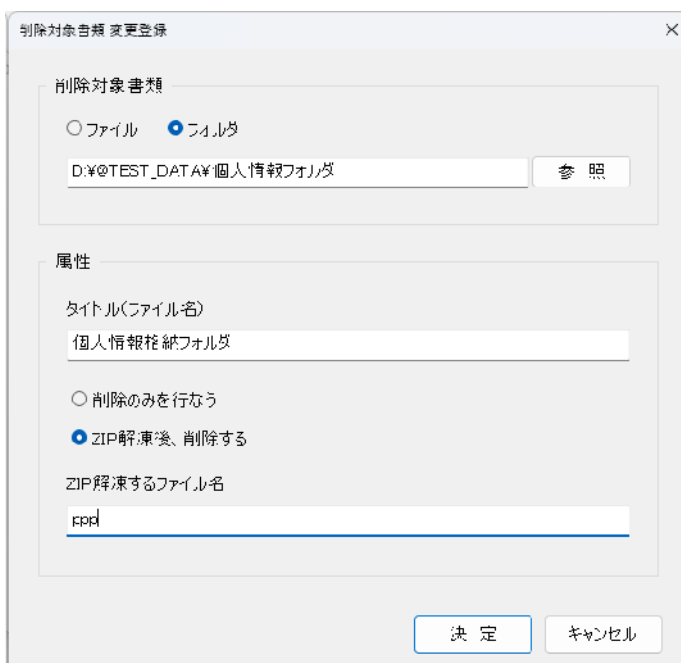 削除対象書類 変更登録
削除対象書類
ファイル フォルダ
D:¥@TEST_DATA¥個人情報フォルダ 参 照
属性
タイトル(ファイル名)
個人情報格納フォルダ
削除のみを行なう
ZIP解凍後、削除する
ZIP解凍するファイル名
ppp
決 定 キャンセル